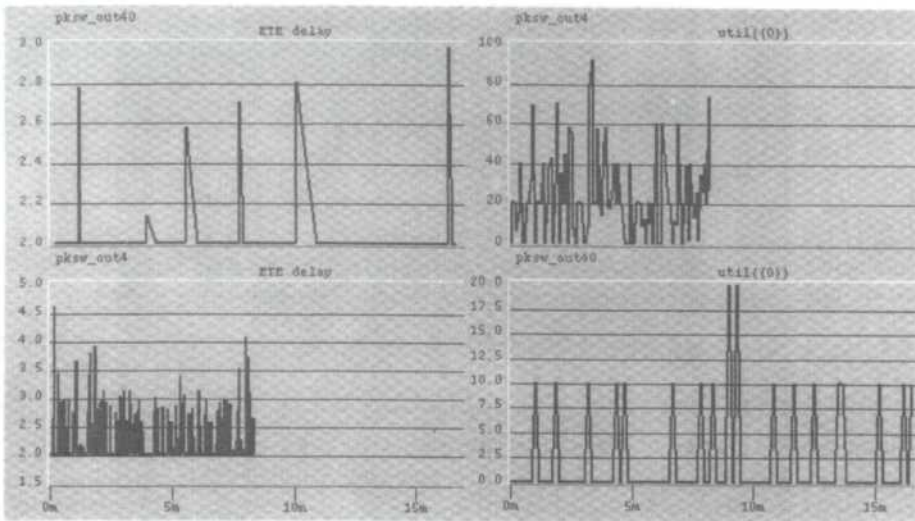 pksw_out40
ETE delay
3.0
2.8
2.6
2.4
2.2
2.0
pksw_out4
util({0})
100
80
60
40
20
0
pksw_out4
ETE delay
5.0
4.5
4.0
3.5
3.0
2.5
2.0
1.5
0m 5m 10m 15m
pksw_out40
util({0})
20.0
17.5
15.0
12.5
10.0
7.5
5.0
2.5
0.0
0m 5m 10m 15m